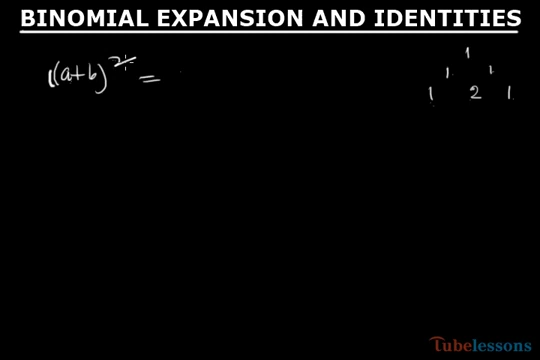 BINOMIAL EXPANSION AND IDENTITIES
1
1 1
1 2 1
(a+b)^2 =
Tubelessons